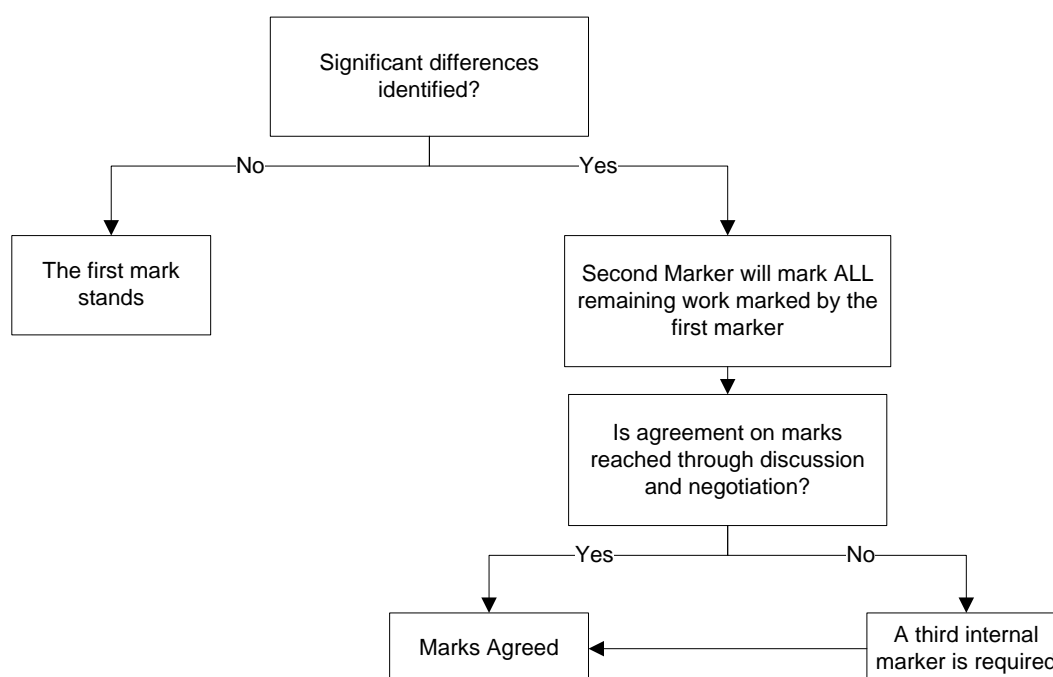 Significant differences
identified?
No
Yes
The first mark
stands
Second Marker will mark ALL
remaining work marked by the
first marker
Is agreement on marks
reached through discussion
and negotiation?
Yes
No
Marks Agreed
A third internal
marker is required